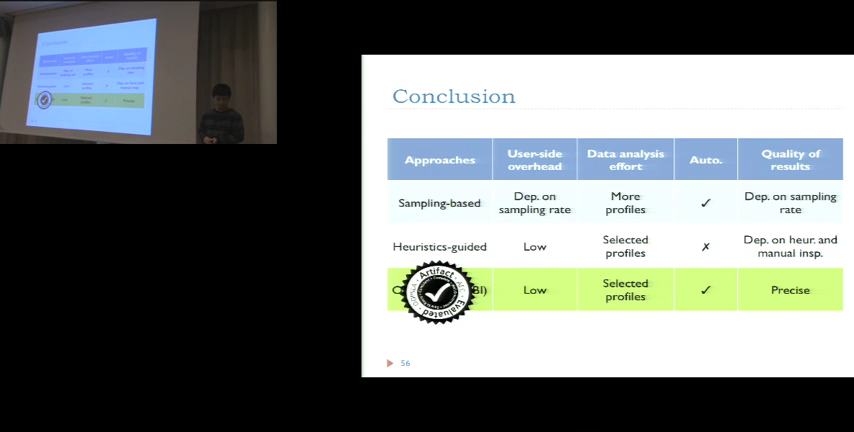 Conclusion
Approaches
User-side
overhead
Data analysis
effort
Auto.
Quality of
results
Sampling-based
Dep. on
sampling rate
More
profiles
✓
Dep. on sampling
rate
Heuristics-guided
Low
Selected
profiles
✗
Dep. on heur. and
manual insp.
Artifact
Evaluated
BI)
Low
Selected
profiles
✓
Precise
56